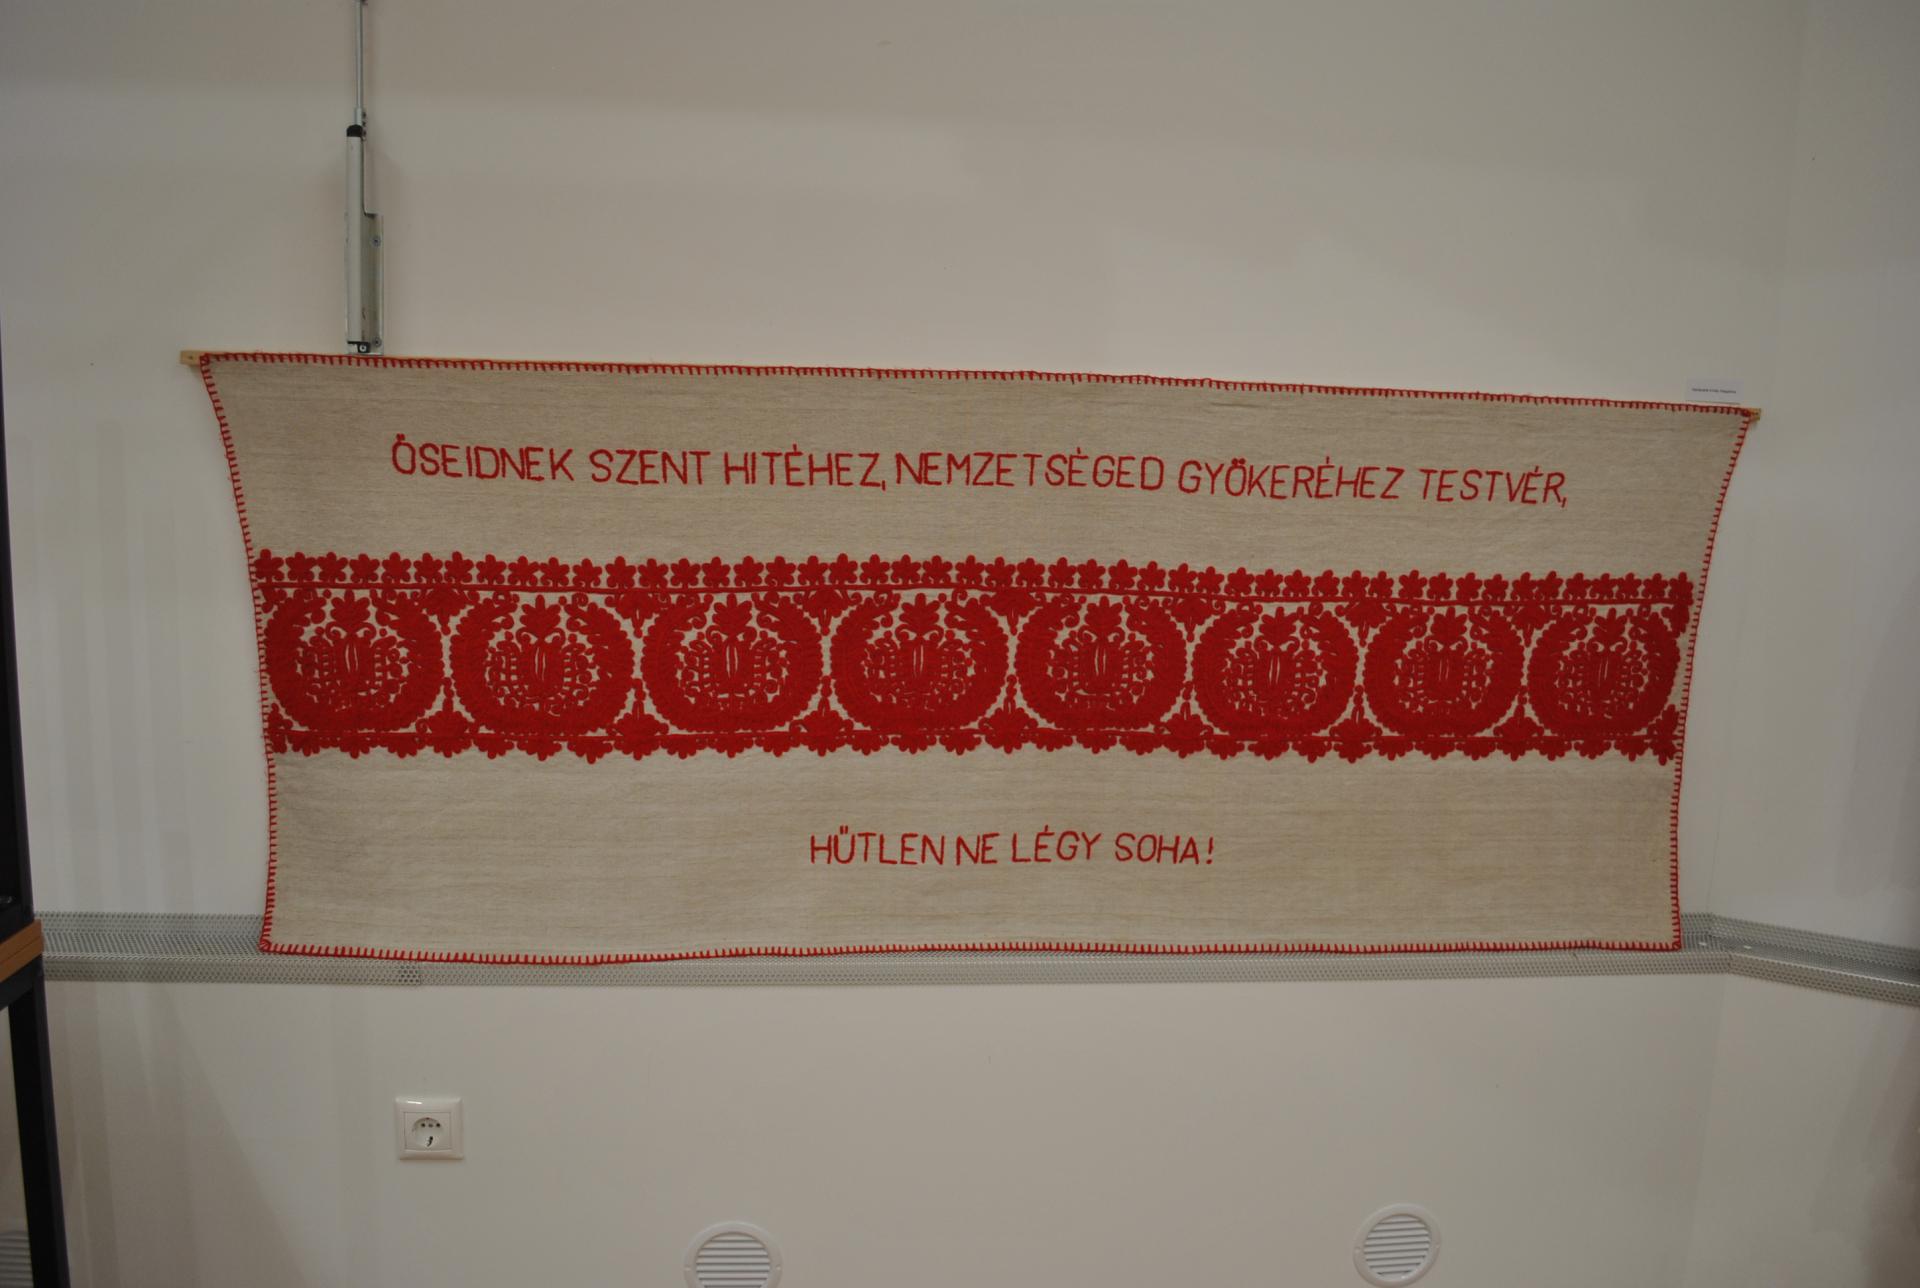 ŐSEIDNEK SZENT HITÉHEZ, NEMZETSÉGED GYÖKERÉHEZ TESTVÉR,
HŰTLEN NE LÉGY SOHA!